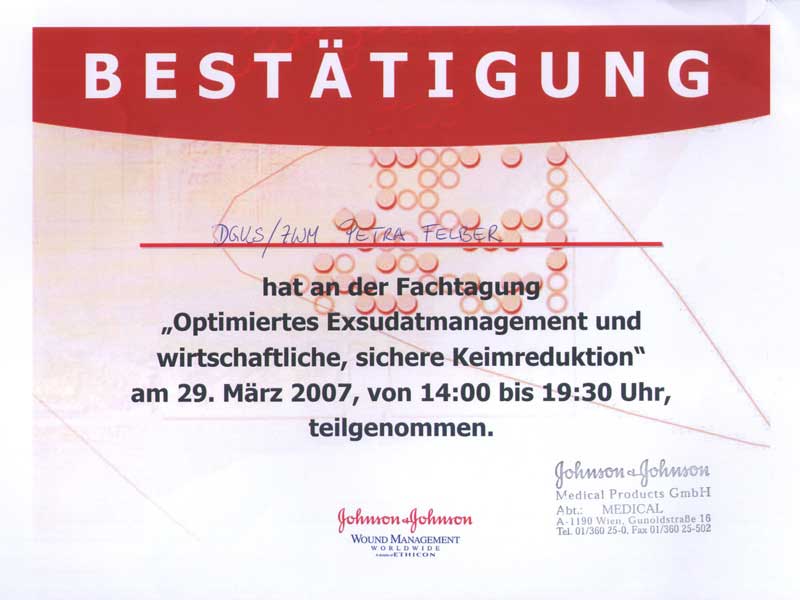 BESTÄTIGUNG
DGKS/ZWM PETRA FELBER
hat an der Fachtagung
„Optimiertes Exsudatmanagement und
wirtschaftliche, sichere Keimreduktion“
am 29. März 2007, von 14:00 bis 19:30 Uhr,
teilgenommen.
Johnson & Johnson
Medical Products GmbH
Abt.: MEDICAL
A-1190 Wien, Gunoldstraße 16
Tel. 01/360 25-0, Fax 01/360 25-502
Johnson & Johnson
WOUND MANAGEMENT
WORLDWIDE
ETHICON